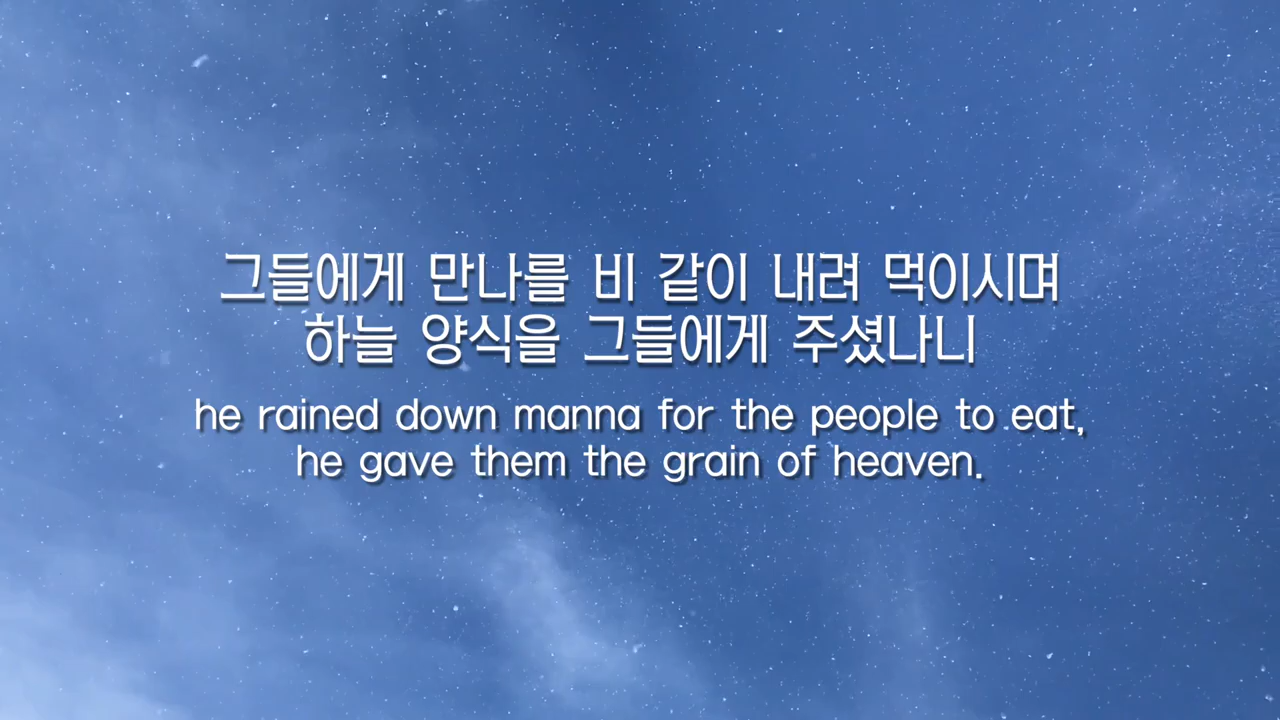 그들에게 만나를 비 같이 내려 먹이시며
하늘 양식을 그들에게 주셨나니
he rained down manna for the people to eat,
he gave them the grain of heaven.